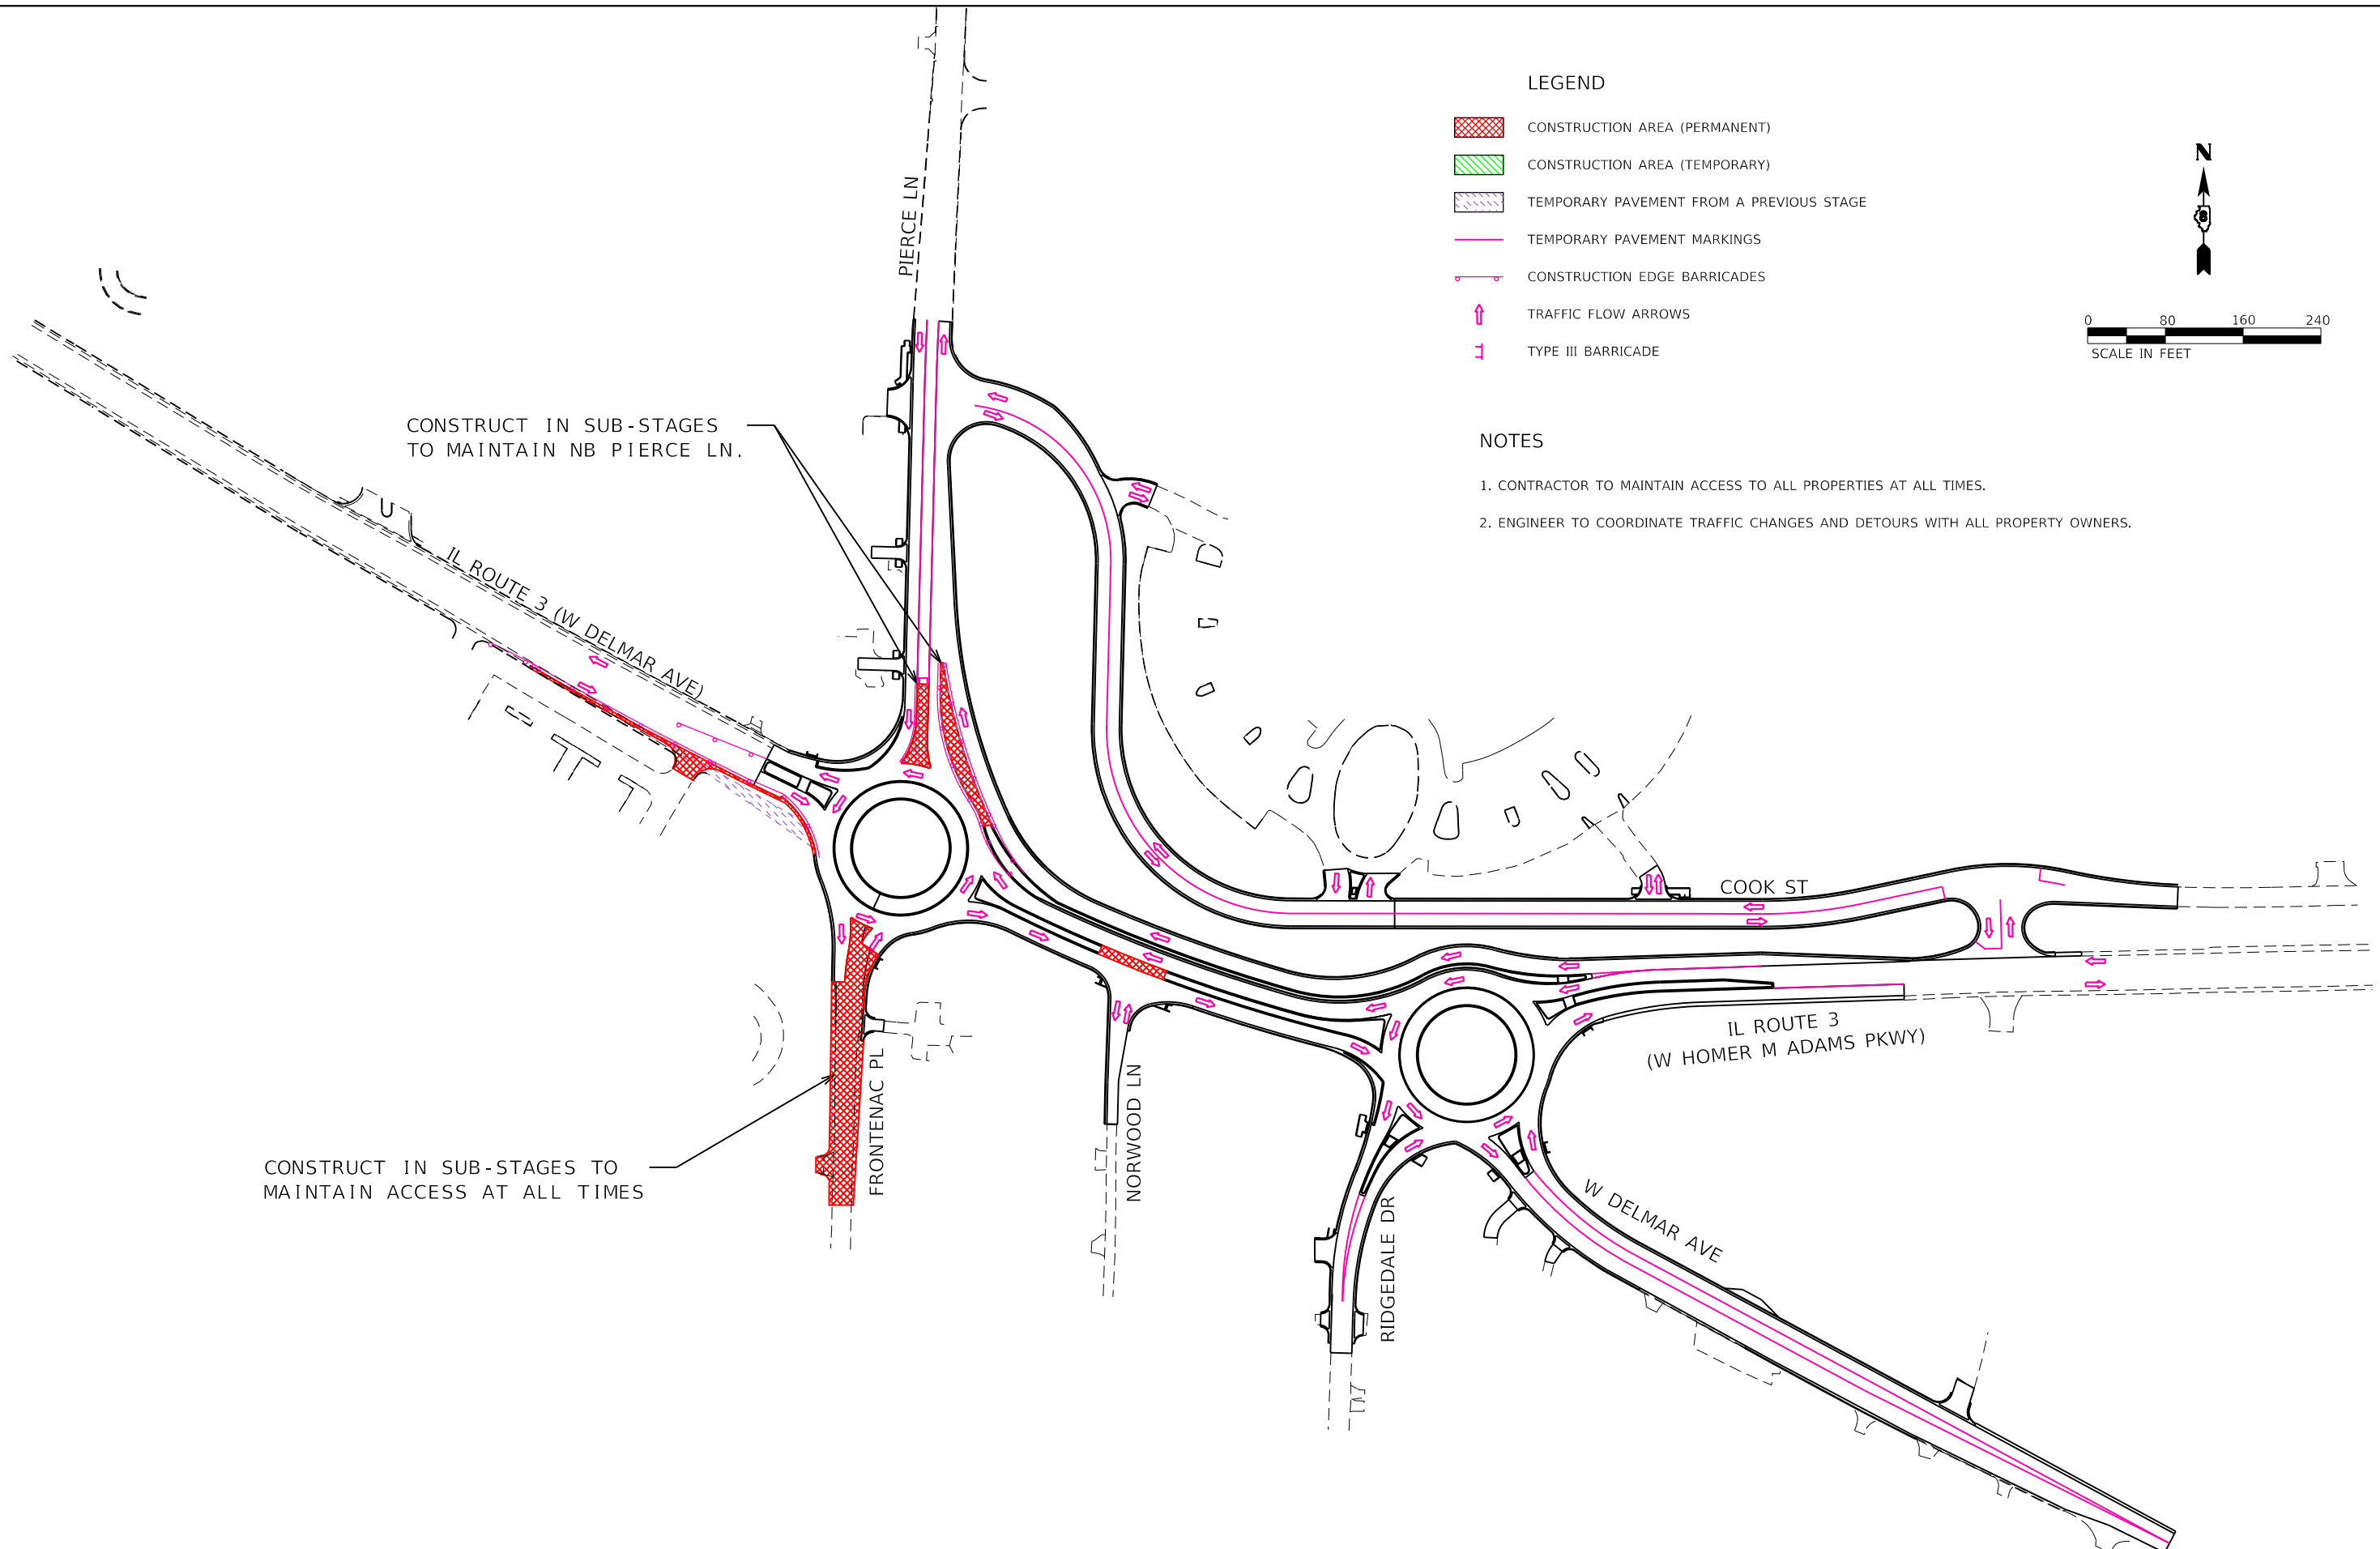 LEGEND
CONSTRUCTION AREA (PERMANENT)
CONSTRUCTION AREA (TEMPORARY)
TEMPORARY PAVEMENT FROM A PREVIOUS STAGE
TEMPORARY PAVEMENT MARKINGS
CONSTRUCTION EDGE BARRICADES
TRAFFIC FLOW ARROWS
TYPE III BARRICADE
N
0 80 160 240
SCALE IN FEET
NOTES
1. CONTRACTOR TO MAINTAIN ACCESS TO ALL PROPERTIES AT ALL TIMES.
2. ENGINEER TO COORDINATE TRAFFIC CHANGES AND DETOURS WITH ALL PROPERTY OWNERS.
PIERCE LN
CONSTRUCT IN SUB-STAGES
TO MAINTAIN NB PIERCE LN.
IL ROUTE 3 (W DELMAR AVE)
COOK ST
IL ROUTE 3
(W HOMER M ADAMS PKWY)
FRONTENAC PL
NORWOOD LN
RIDGEDALE DR
W DELMAR AVE
CONSTRUCT IN SUB-STAGES TO
MAINTAIN ACCESS AT ALL TIMES